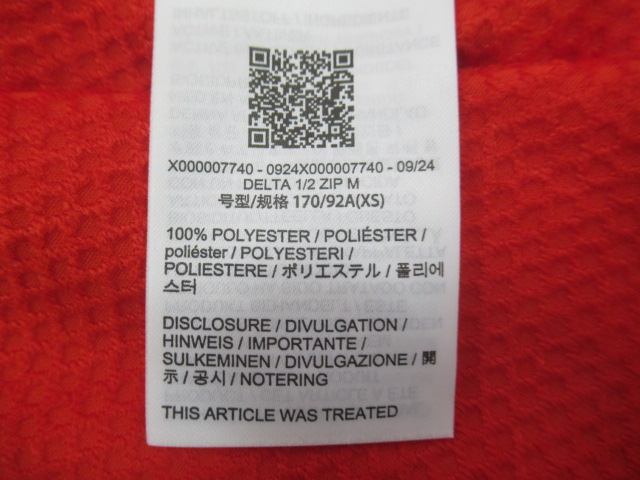 X000007740 - 0924X000007740 - 09/24
DELTA 1/2 ZIP M
号型/规格 170/92A(XS)
100% POLYESTER / POLIÉSTER /
poliéster / POLYESTERI /
POLIESTERE / ポリエステル / 폴리에
스터
DISCLOSURE / DIVULGATION /
HINWEIS / IMPORTANTE /
SULKEMINEN / DIVULGAZIONE / 開
示 / 공시 / NOTERING
THIS ARTICLE WAS TREATED